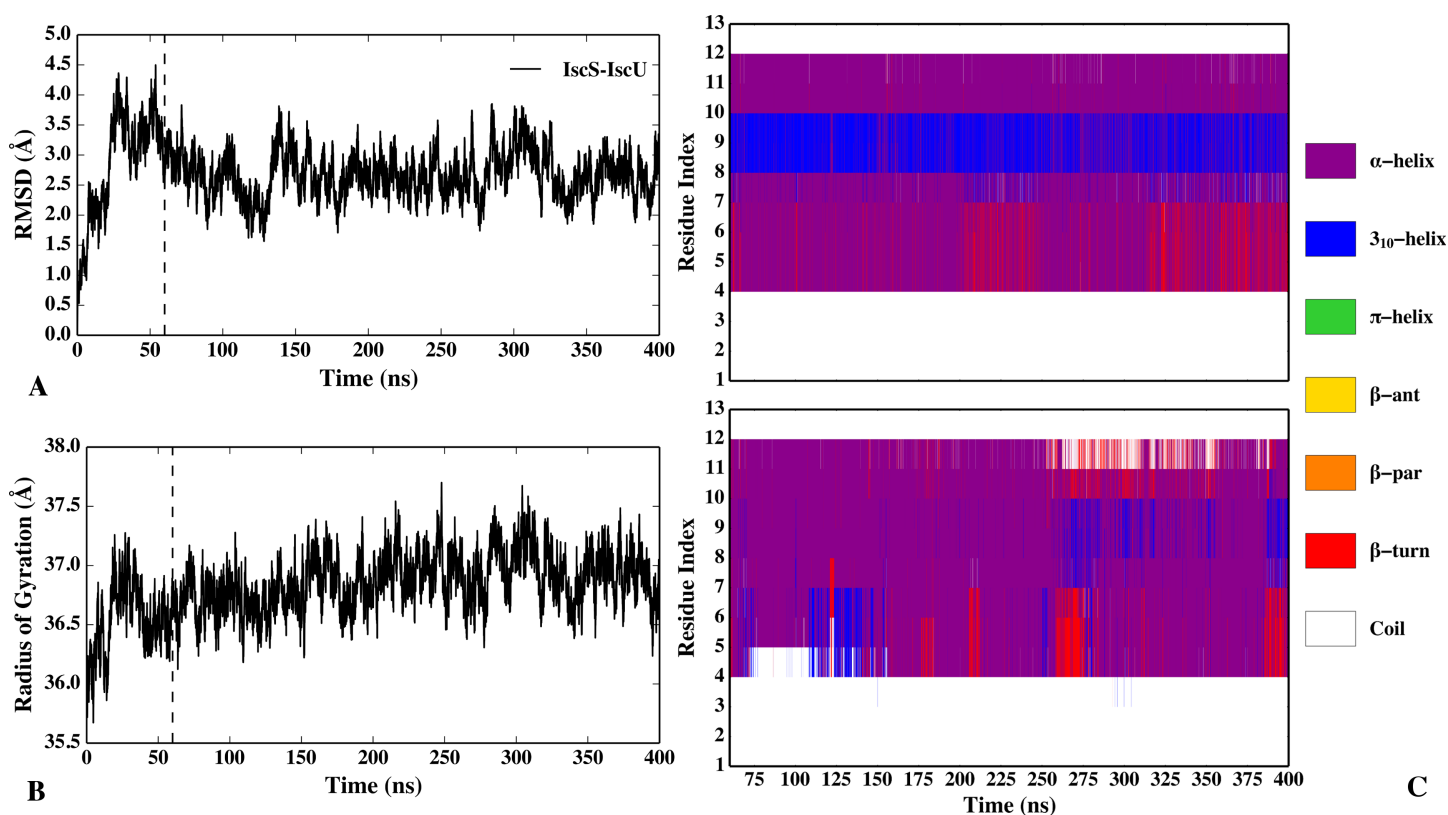 5.0
4.5
4.0
3.5
3.0
2.5
2.0
1.5
1.0
0.5
0.0
RMSD (Å)
IscS-IscU
0 50 100 150 200 250 300 350 400
Time (ns)
A
38.0
37.5
37.0
36.5
36.0
35.5
Radius of Gyration (Å)
0 50 100 150 200 250 300 350 400
Time (ns)
B
13
12
11
10
9
8
7
6
5
4
3
2
1
Residue Index
13
12
11
10
9
8
7
6
5
4
3
2
1
Residue Index
75 100 125 150 175 200 225 250 275 300 325 350 375 400
Time (ns)
α−helix
3₁₀−helix
π−helix
β−ant
β−par
β−turn
Coil
C